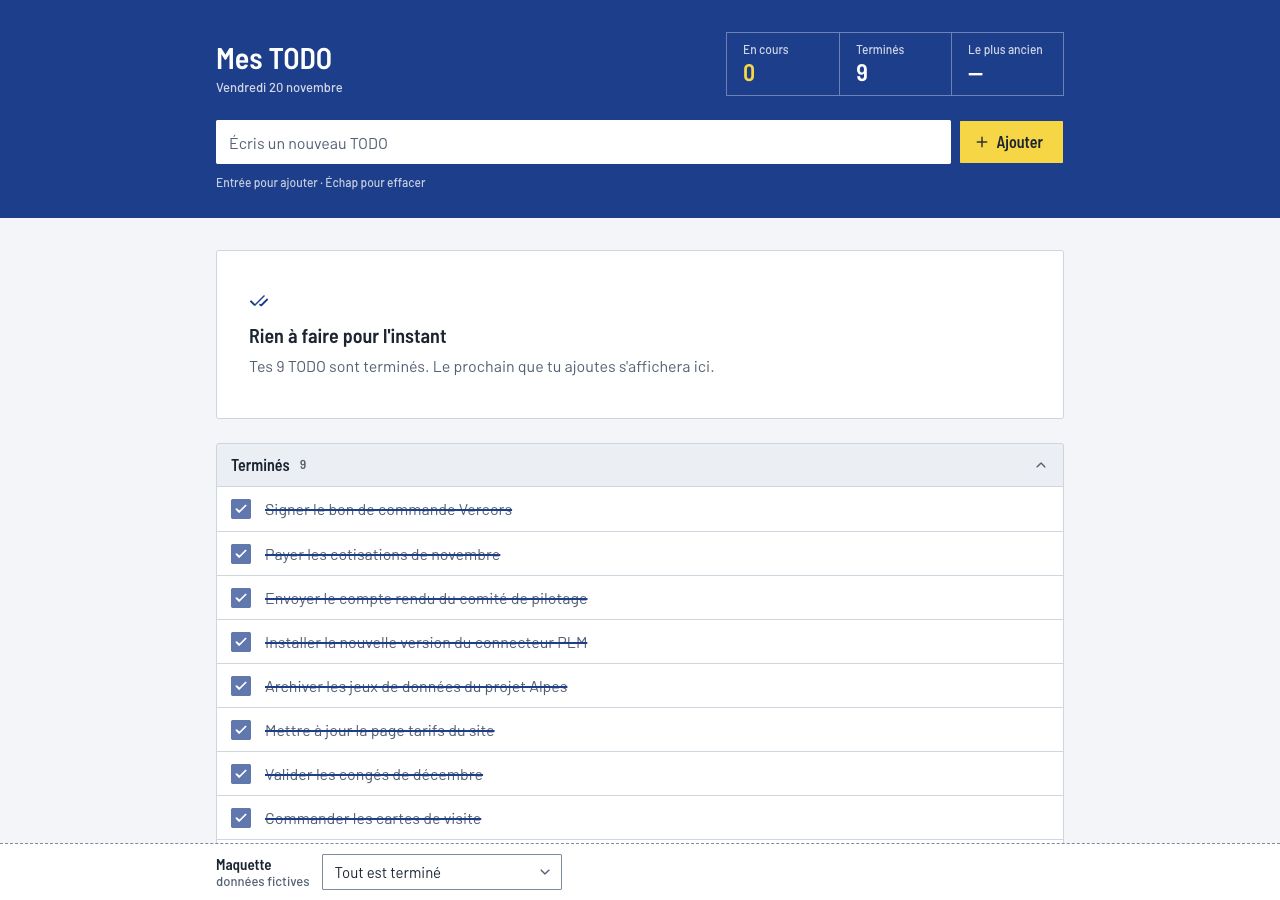 Mes TODO
Vendredi 20 novembre
En cours
0
Terminés
9
Le plus ancien
—
Écris un nouveau TODO
Ajouter
Entrée pour ajouter · Échap pour effacer
Rien à faire pour l'instant
Tes 9 TODO sont terminés. Le prochain que tu ajoutes s'affichera ici.
Terminés 9
Signer le bon de commande Vercors
Payer les cotisations de novembre
Envoyer le compte rendu du comité de pilotage
Installer la nouvelle version du connecteur PLM
Archiver les jeux de données du projet Alpes
Mettre à jour la page tarifs du site
Valider les congés de décembre
Commander les cartes de visite
Maquette
données fictives
Tout est terminé